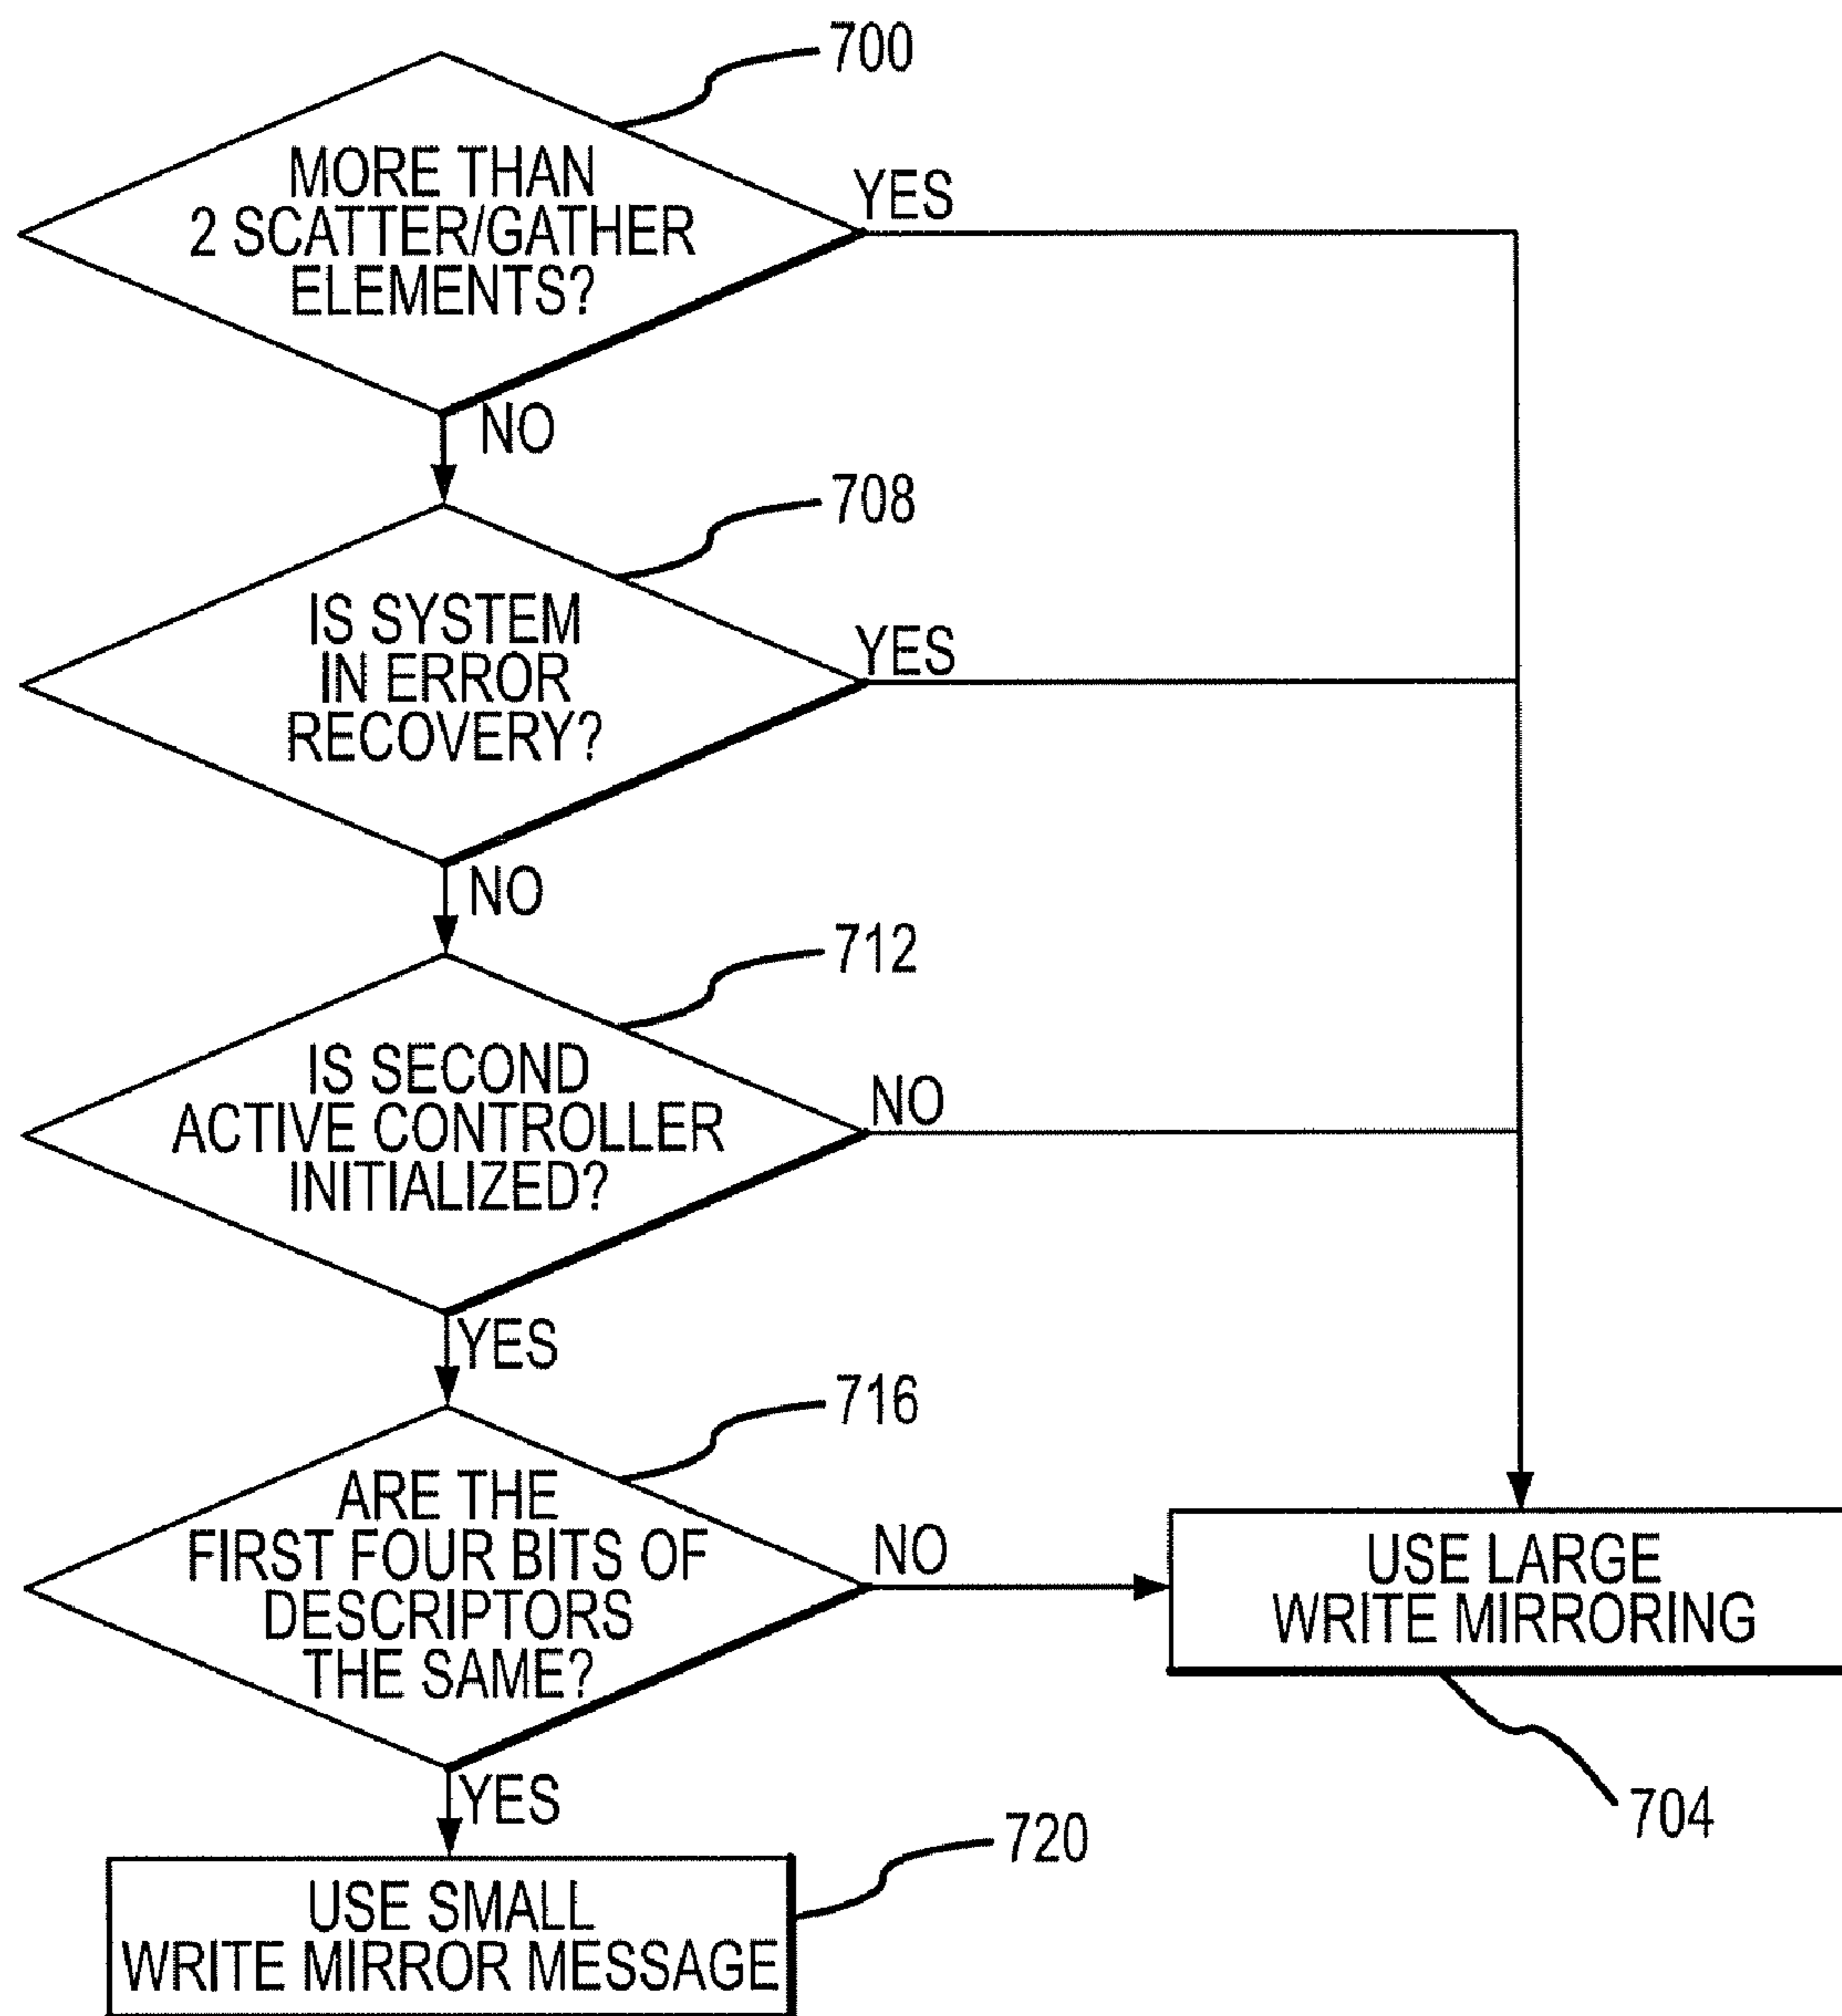 700
MORE THAN
2 SCATTER/GATHER
ELEMENTS?
YES
NO
708
IS SYSTEM
IN ERROR
RECOVERY?
YES
NO
712
IS SECOND
ACTIVE CONTROLLER
INITIALIZED?
NO
YES
716
ARE THE
FIRST FOUR BITS OF
DESCRIPTORS
THE SAME?
NO
USE LARGE
WRITE MIRRORING
704
YES
720
USE SMALL
WRITE MIRROR MESSAGE